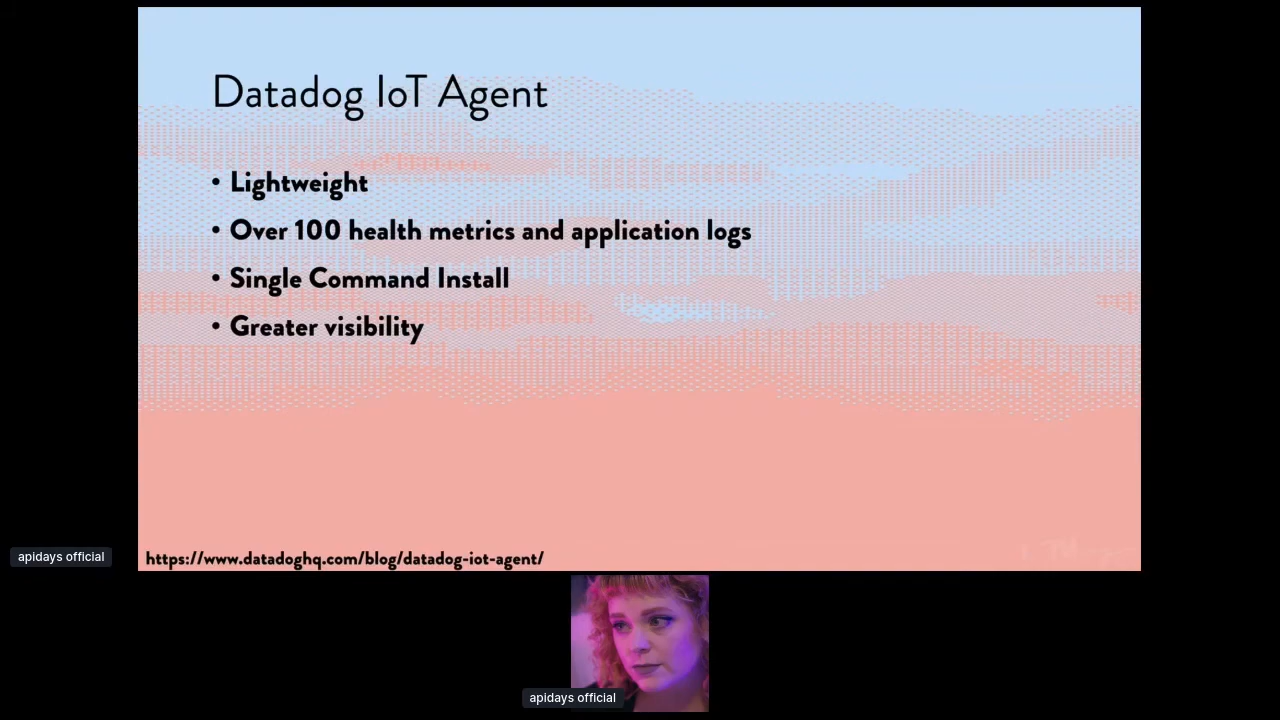 Datadog IoT Agent
• Lightweight
• Over 100 health metrics and application logs
• Single Command Install
• Greater visibility
apidays official
https://www.datadoghq.com/blog/datadog-iot-agent/
apidays official